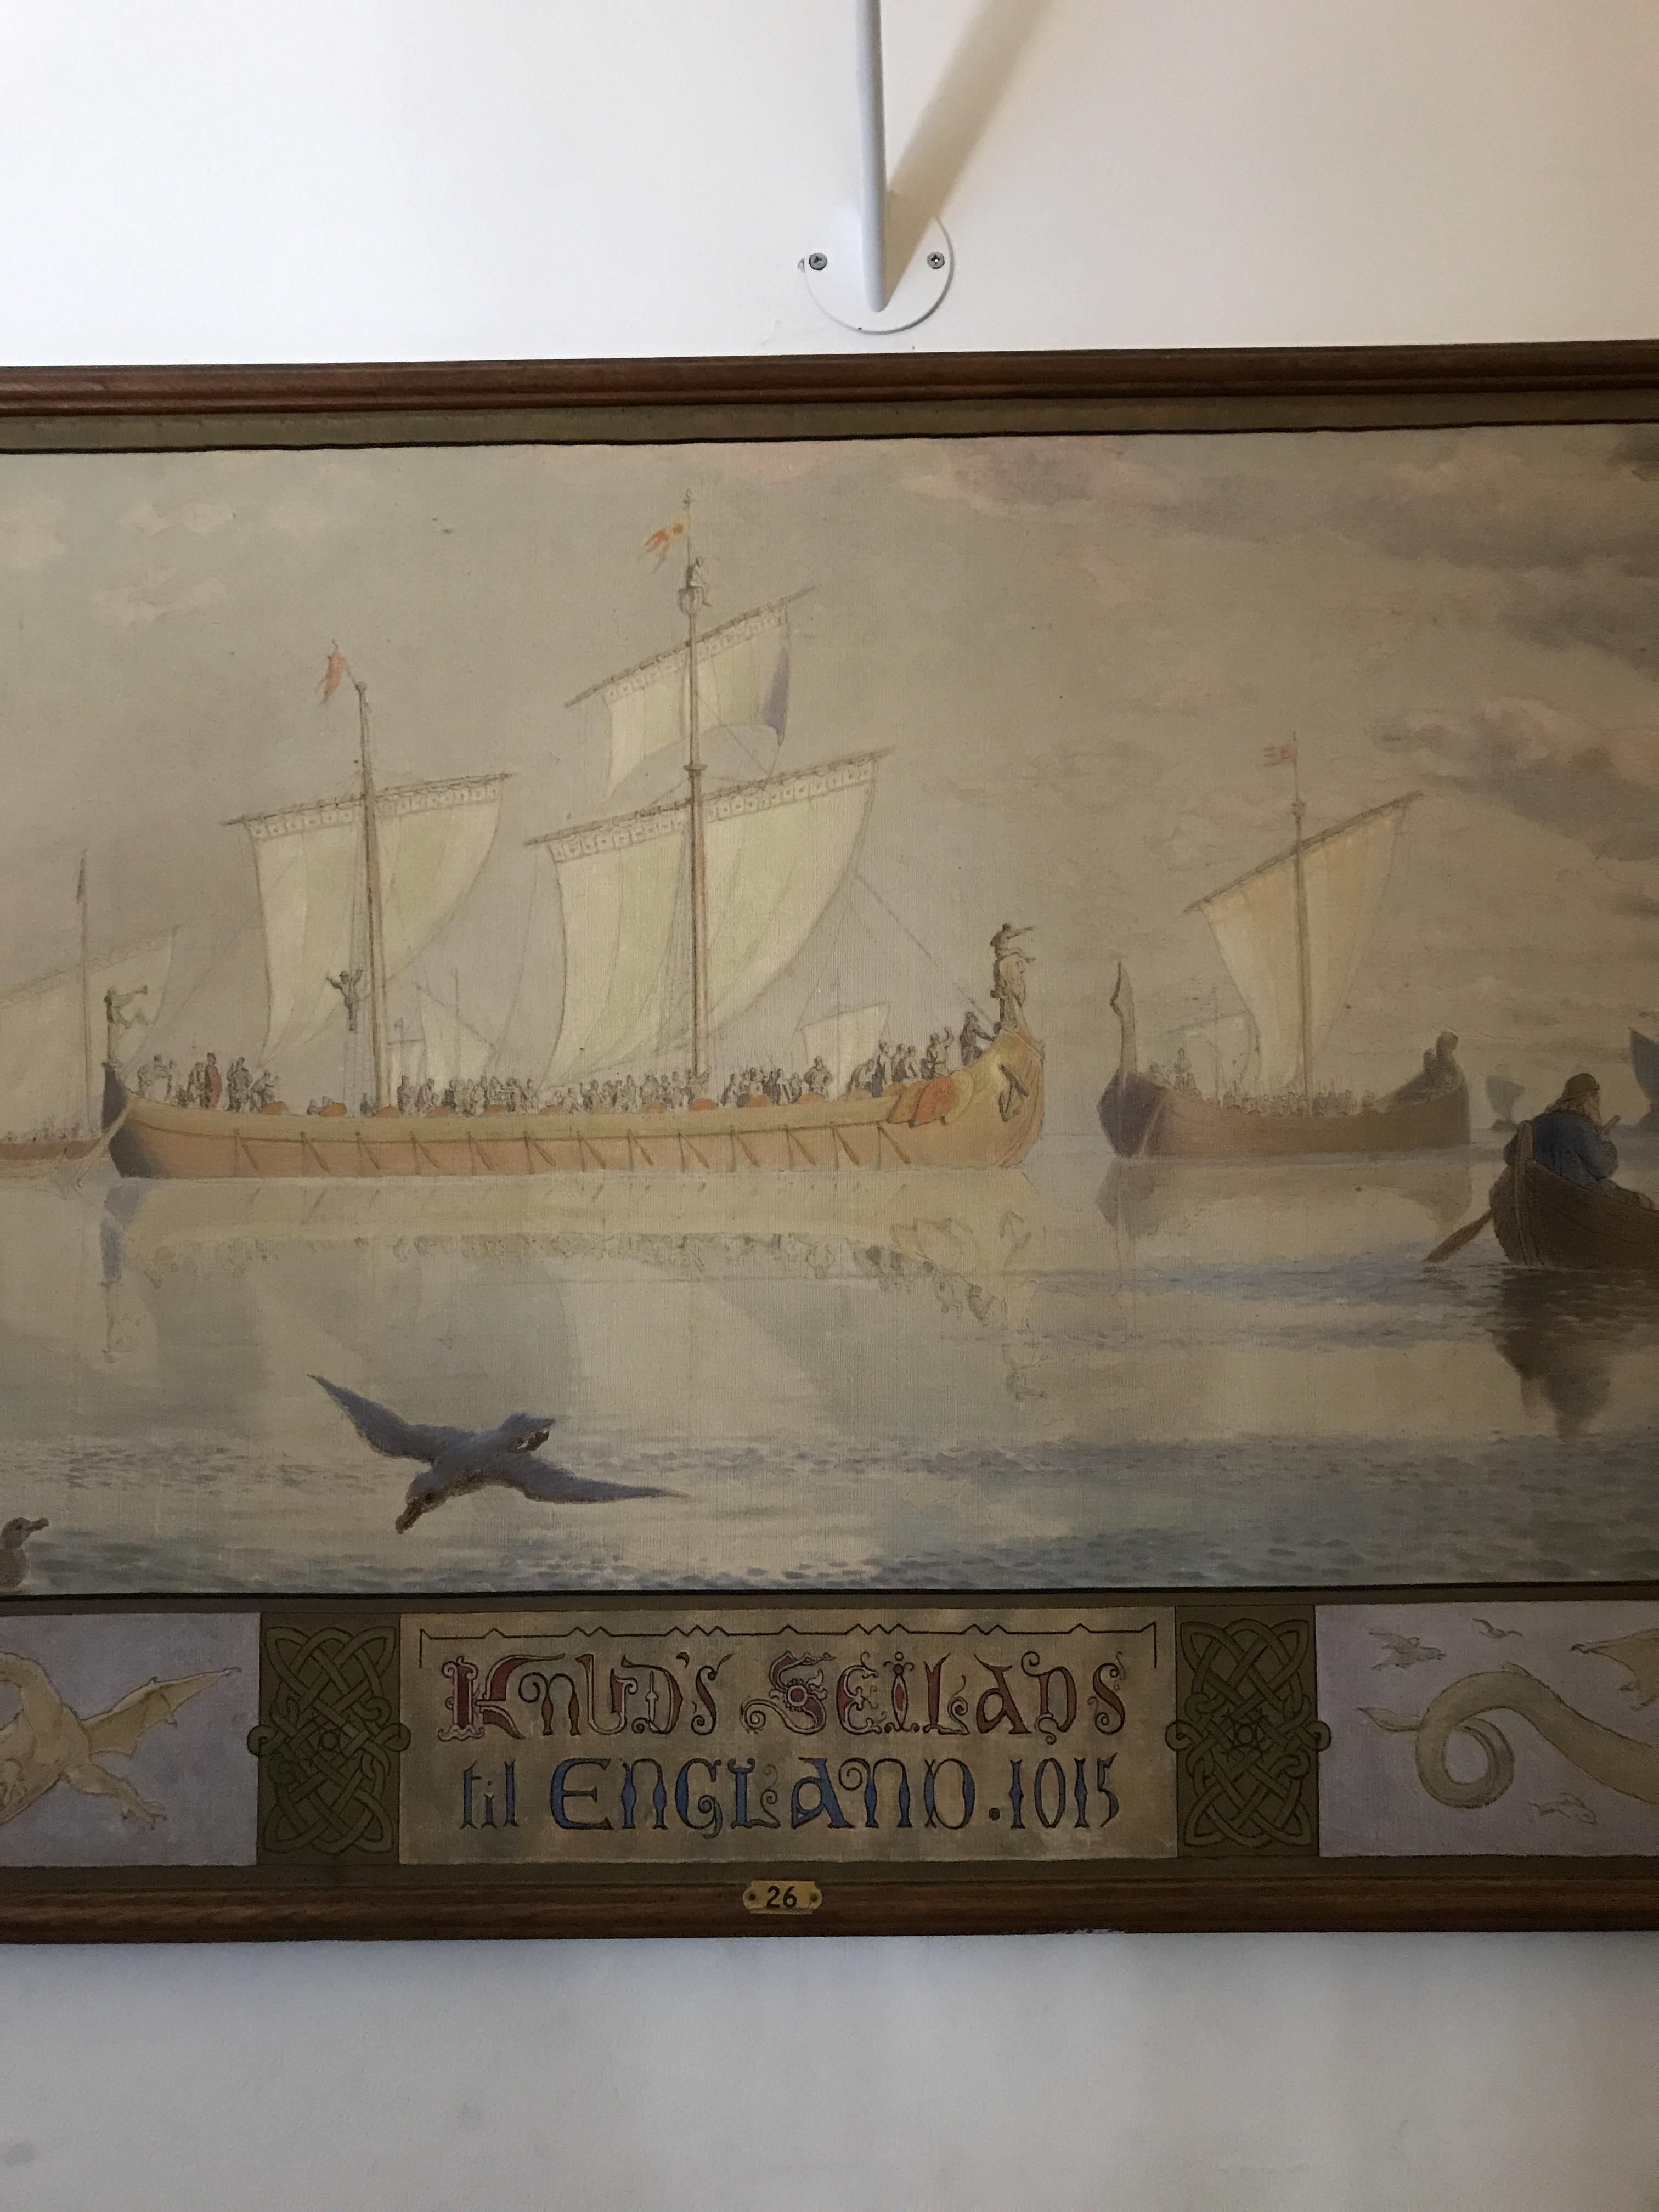 KNUD'S SEILADS
til ENGLAND. 1015
26